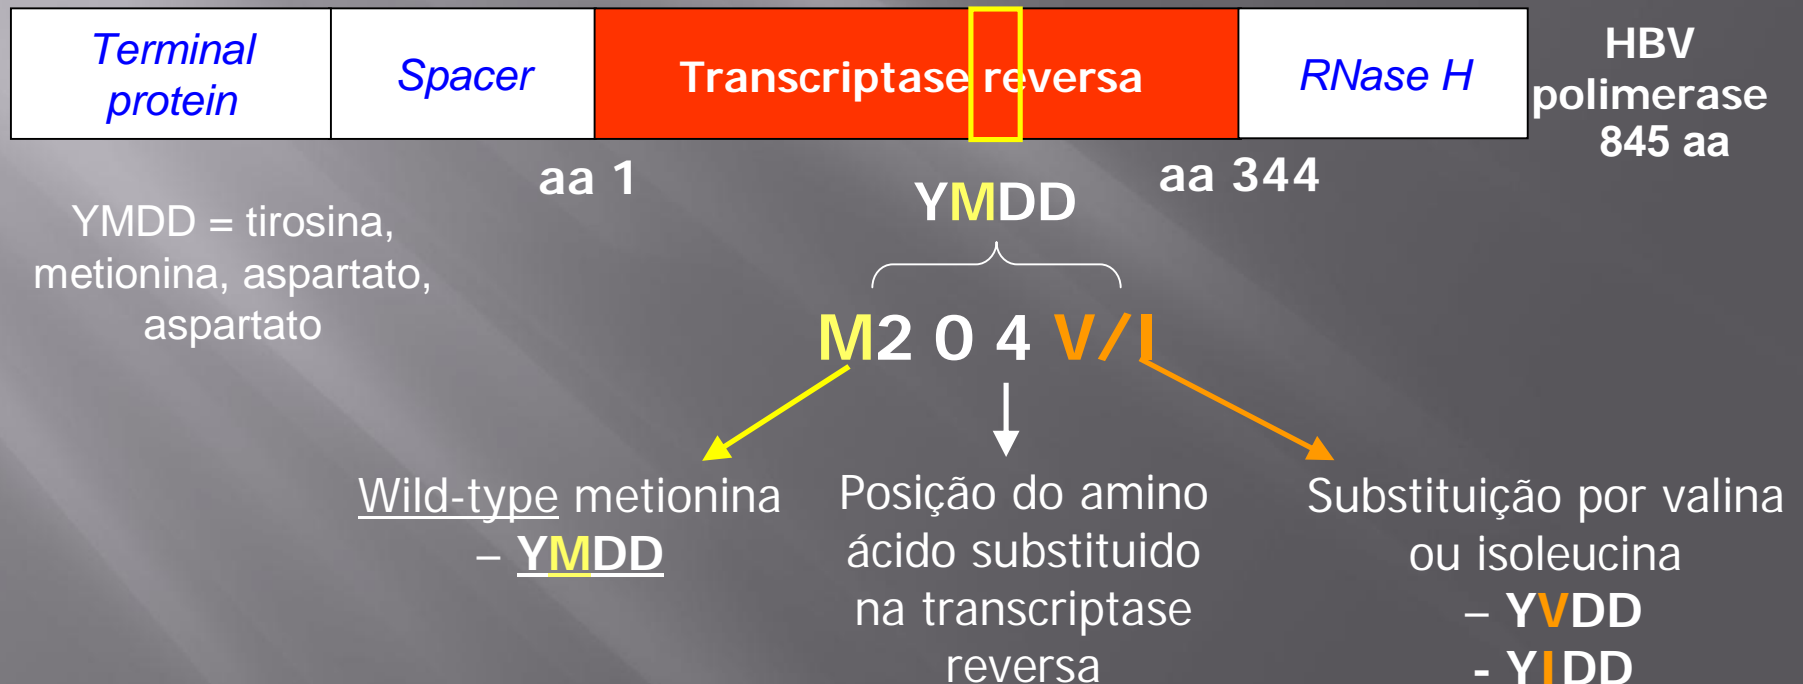 Terminal
protein
Spacer
Transcriptase reversa
RNase H
HBV
polimerase
845 aa
aa 1
aa 344
YMDD
YMDD = tirosina,
metionina, aspartato,
aspartato
M2 0 4 V/I
Wild-type metionina
– YMDD
Posição do amino
ácido substituido
na transcriptase
reversa
Substituição por valina
ou isoleucina
– YVDD
- YIDD